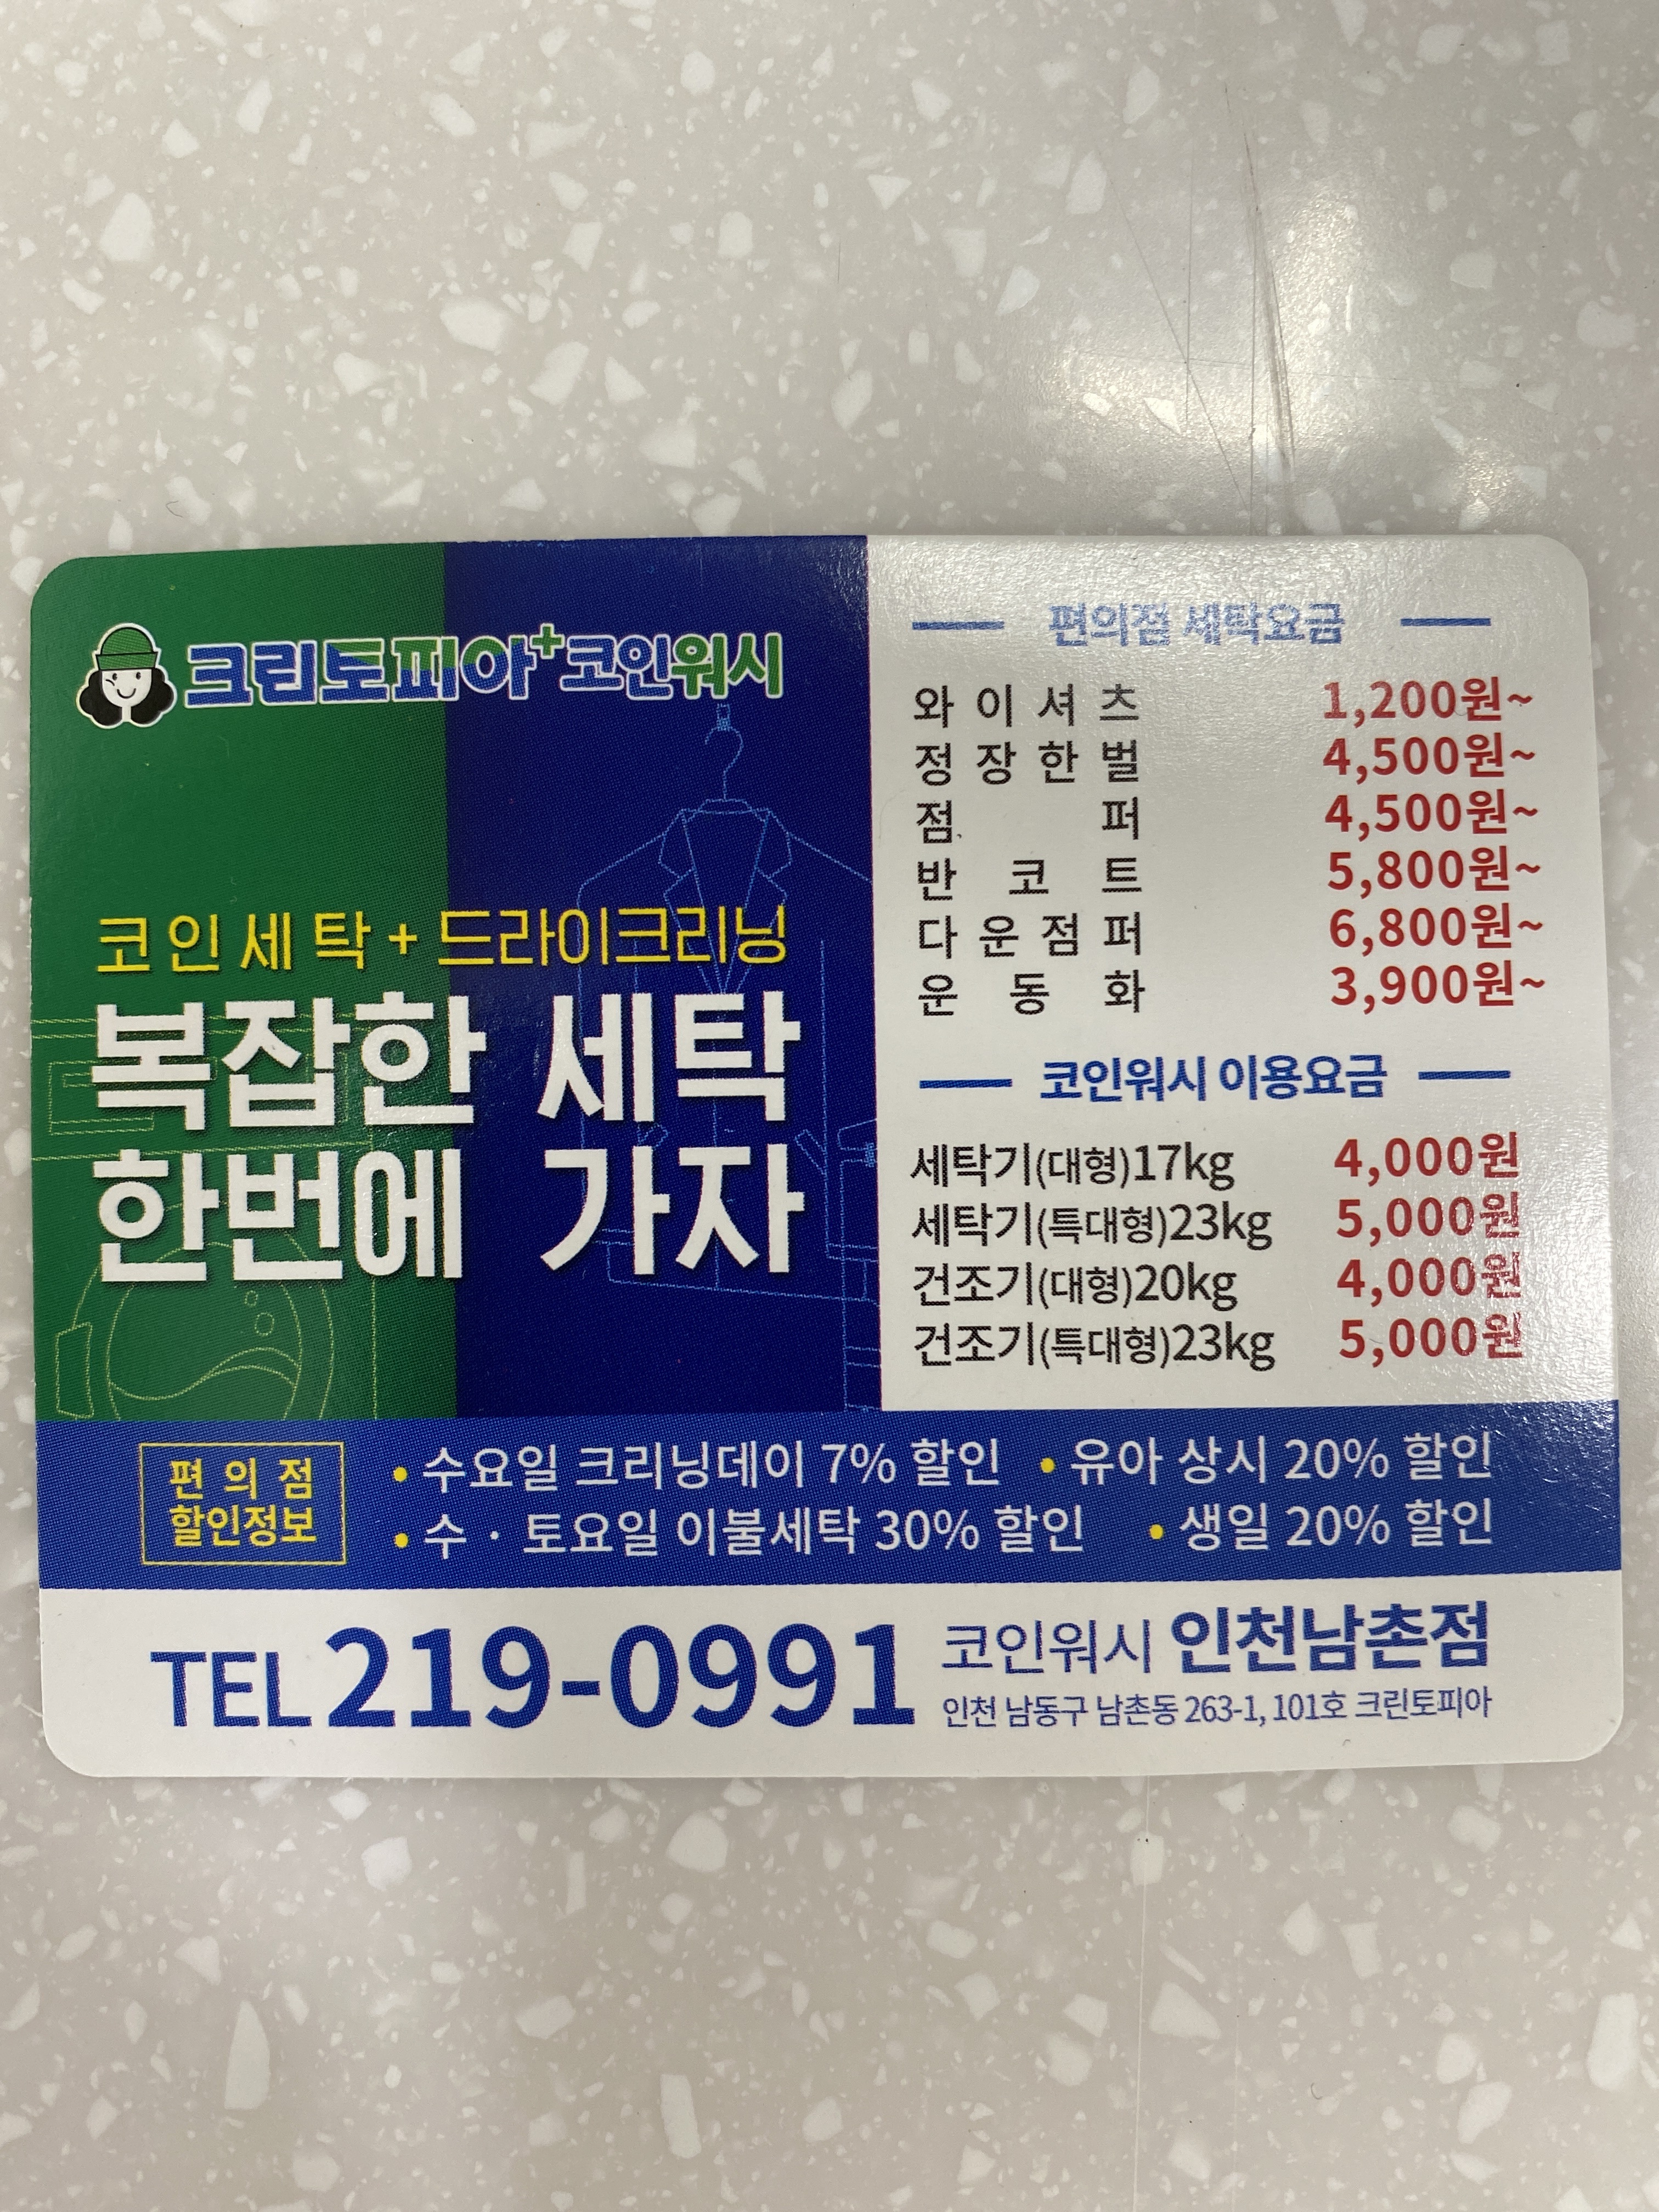 크린토피아+코인워시
코인세탁+드라이크리닝
복잡한 세탁
한번에 가자
편의점 세탁요금
와이셔츠 1,200원~
정장한벌 4,500원~
점퍼 4,500원~
반코트 5,800원~
다운점퍼 6,800원~
운동화 3,900원~
코인워시 이용요금
세탁기(대형)17kg 4,000원
세탁기(특대형)23kg 5,000원
건조기(대형)20kg 4,000원
건조기(특대형)23kg 5,000원
편의점
할인정보
• 수요일 크리닝데이 7% 할인 • 유아 상시 20% 할인
• 수 · 토요일 이불세탁 30% 할인 • 생일 20% 할인
TEL 219-0991
코인워시 인천남촌점
인천 남동구 남촌동 263-1, 101호 크린토피아